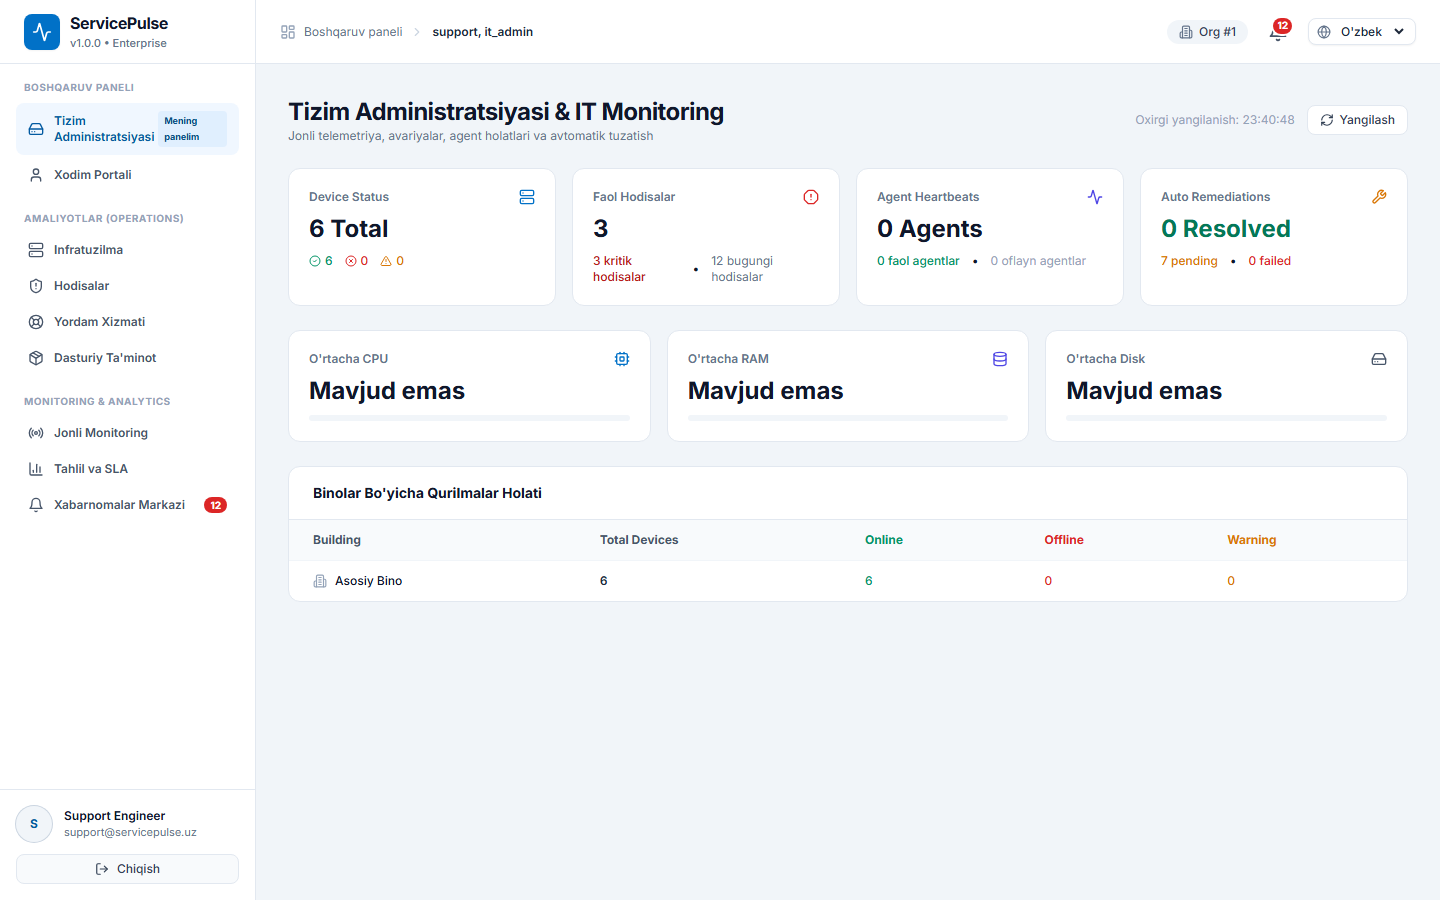 ServicePulse
v1.0.0 • Enterprise
BOSHQARUV PANELI
Tizim
Administratsiyasi
Mening
panelim
Xodim Portali
AMALIYOTLAR (OPERATIONS)
Infratuzilma
Hodisalar
Yordam Xizmati
Dasturiy Ta'minot
MONITORING & ANALYTICS
Jonli Monitoring
Tahlil va SLA
Xabarnomalar Markazi 12
Support Engineer
S
support@servicepulse.uz
Chiqish
Boshqaruv paneli support, it_admin
Org #1
12
O'zbek
Tizim Administratsiyasi & IT Monitoring
Jonli telemetriya, avariyalar, agent holatlari va avtomatik tuzatish
Oxirgi yangilanish: 23:40:48
Yangilash
Device Status
6 Total
6 0 0
Faol Hodisalar
3
3 kritik
hodisalar
•
12 bugungi
hodisalar
Agent Heartbeats
0 Agents
0 faol agentlar • 0 oflayn agentlar
Auto Remediations
0 Resolved
7 pending • 0 failed
O'rtacha CPU
Mavjud emas
O'rtacha RAM
Mavjud emas
O'rtacha Disk
Mavjud emas
Binolar Bo'yicha Qurilmalar Holati
Building Total Devices Online Offline Warning
Asosiy Bino 6 6 0 0